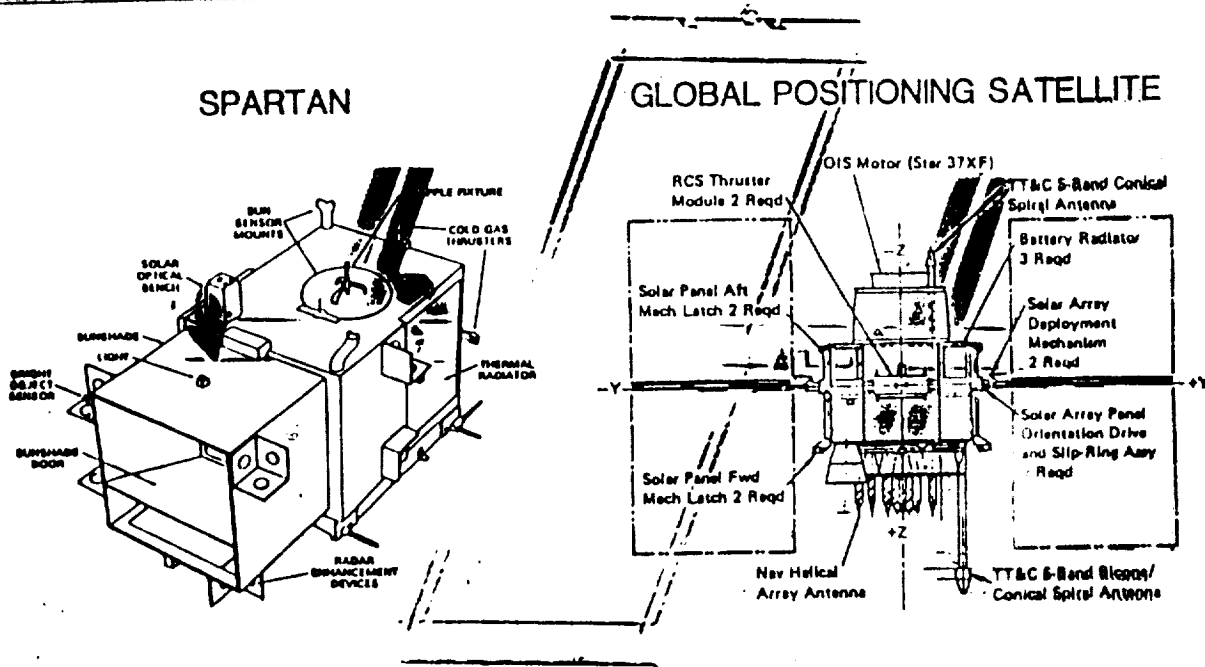 SPARTAN
GLOBAL POSITIONING SATELLITE
PPLE FIXTURE
SUN
SENSOR
MOUNTS
COLD GAS
THRUSTERS
SOLAR
OPTICAL
BENCH
SUNSHADE
LIGHT
BRIGHT
OBJECT
SENSOR
THERMAL
RADIATOR
SUNSHADE
DOOR
RADAR
ENHANCEMENT
DEVICES
OIS Motor (Star 37XF)
RCS Thruster
Module 2 Reqd
TT&C S-Band Conical
Spiral Antenna
-Z
Battery Radiator
3 Reqd
Solar Panel Aft
Mech Latch 2 Reqd
Solar Array
Deployment
Mechanism
2 Reqd
-Y
+Y
Solar Array Panel
Orientation Drive
and Slip-Ring Assy
Reqd
Solar Panel Fwd
Mech Latch 2 Reqd
+Z
Nav Helical
Array Antenna
TT&C S-Band Bicone/
Conical Spiral Antenna